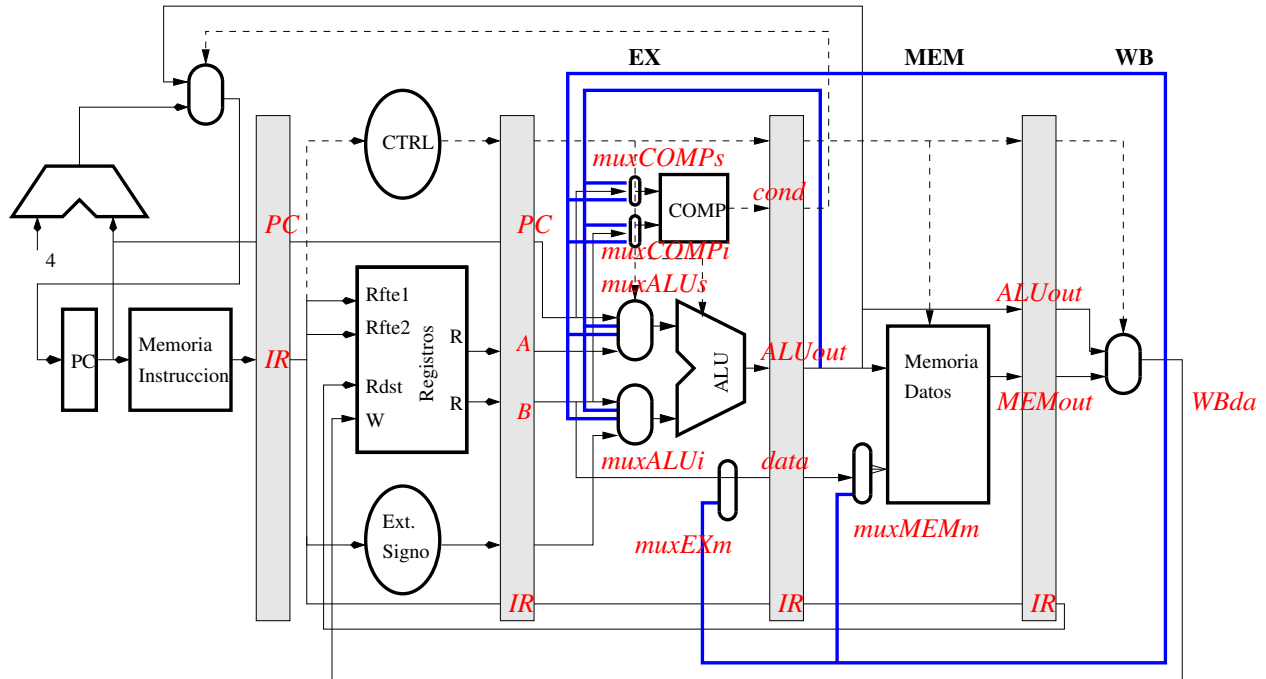 EX
MEM
WB
CTRL
muxCOMPs
COMP
cond
PC
PC
muxCOMPi
4
muxALUs
ALUout
Rfte1
Rfte2
R
PC
Memoria
Instruccion
IR
Registros
A
ALU
ALUout
Memoria
Datos
Rdst
W
R
B
MEMout
WBda
muxALUi
data
Ext.
Signo
muxEXm
muxMEMm
IR
IR
IR